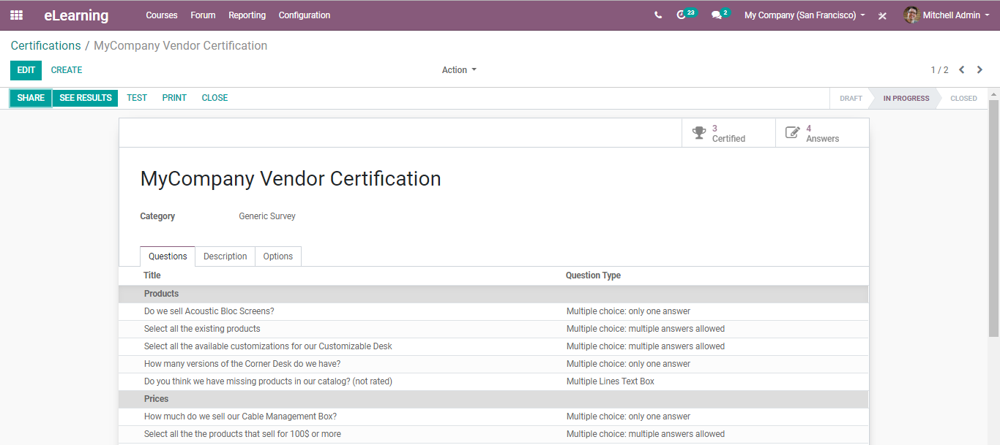 eLearning Courses Forum Reporting Configuration 23 2 My Company (San Francisco) Mitchell Admin
Certifications / MyCompany Vendor Certification
EDIT CREATE Action 1 / 2
SHARE SEE RESULTS TEST PRINT CLOSE DRAFT IN PROGRESS CLOSED
3 Certified
4 Answers
MyCompany Vendor Certification
Category Generic Survey
Questions Description Options
Title Question Type
Products
Do we sell Acoustic Bloc Screens? Multiple choice: only one answer
Select all the existing products Multiple choice: multiple answers allowed
Select all the available customizations for our Customizable Desk Multiple choice: multiple answers allowed
How many versions of the Corner Desk do we have? Multiple choice: only one answer
Do you think we have missing products in our catalog? (not rated) Multiple Lines Text Box
Prices
How much do we sell our Cable Management Box? Multiple choice: only one answer
Select all the the products that sell for 100$ or more Multiple choice: multiple answers allowed